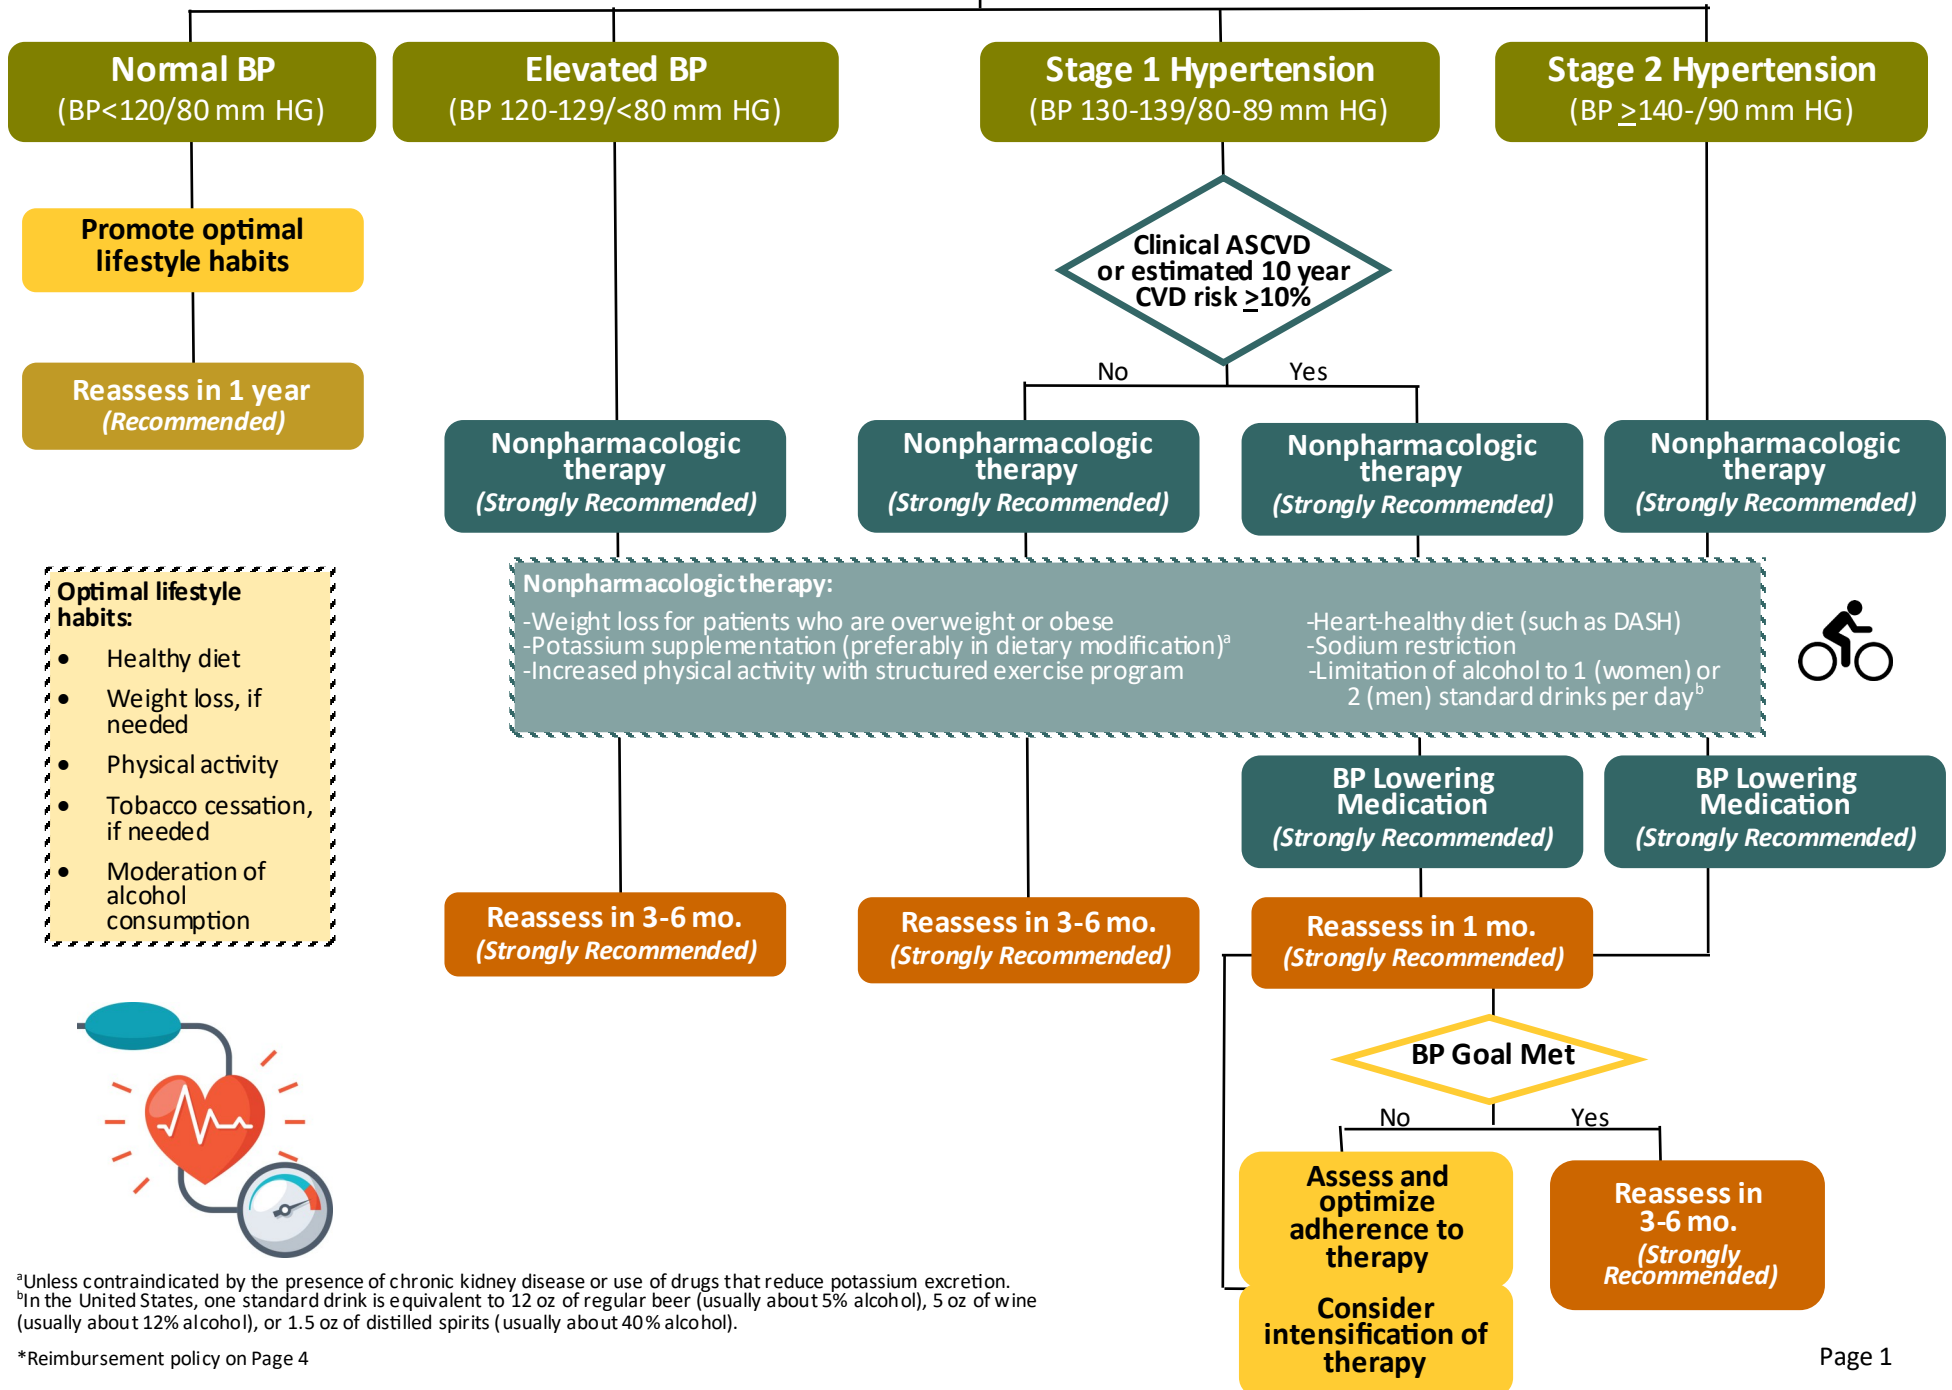 Normal BP
(BP<120/80 mm HG)
Elevated BP
(BP 120-129/<80 mm HG)
Stage 1 Hypertension
(BP 130-139/80-89 mm HG)
Stage 2 Hypertension
(BP ≥140-/90 mm HG)
Promote optimal
lifestyle habits
Clinical ASCVD
or estimated 10 year
CVD risk ≥10%
No
Yes
Reassess in 1 year
(Recommended)
Nonpharmacologic
therapy
(Strongly Recommended)
Nonpharmacologic
therapy
(Strongly Recommended)
Nonpharmacologic
therapy
(Strongly Recommended)
Nonpharmacologic
therapy
(Strongly Recommended)
Optimal lifestyle
habits:
• Healthy diet
• Weight loss, if
needed
• Physical activity
• Tobacco cessation,
if needed
• Moderation of
alcohol
consumption
Nonpharmacologic therapy:
-Weight loss for patients who are overweight or obese
-Potassium supplementation (preferably in dietary modification)ᵃ
-Increased physical activity with structured exercise program
-Heart-healthy diet (such as DASH)
-Sodium restriction
-Limitation of alcohol to 1 (women) or
2 (men) standard drinks per dayᵇ
BP Lowering
Medication
(Strongly Recommended)
BP Lowering
Medication
(Strongly Recommended)
Reassess in 3-6 mo.
(Strongly Recommended)
Reassess in 3-6 mo.
(Strongly Recommended)
Reassess in 1 mo.
(Strongly Recommended)
BP Goal Met
No
Yes
Assess and
optimize
adherence to
therapy
Reassess in
3-6 mo.
(Strongly
Recommended)
Consider
intensification of
therapy
ᵃUnless contraindicated by the presence of chronic kidney disease or use of drugs that reduce potassium excretion.
ᵇIn the United States, one standard drink is equivalent to 12 oz of regular beer (usually about 5% alcohol), 5 oz of wine
(usually about 12% alcohol), or 1.5 oz of distilled spirits (usually about 40% alcohol).
*Reimbursement policy on Page 4
Page 1